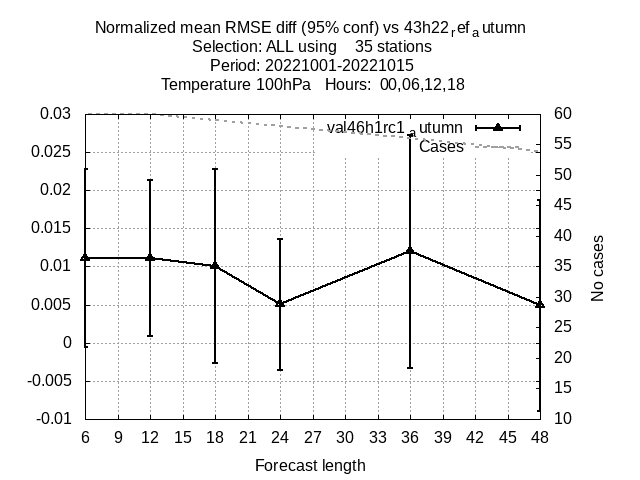 Normalized mean RMSE diff (95% conf) vs 43h22ref_autumn
Selection: ALL using 35 stations
Period: 20221001-20221015
Temperature 100hPa Hours: 00,06,12,18
0.03 60
val46h1rc1autumn
0.025 55
Cases
0.02 50
0.015 45
40
0.01 35
0.005 30
25
0 20
-0.005 15
-0.01 10
No cases
6 9 12 15 18 21 24 27 30 33 36 39 42 45 48
Forecast length